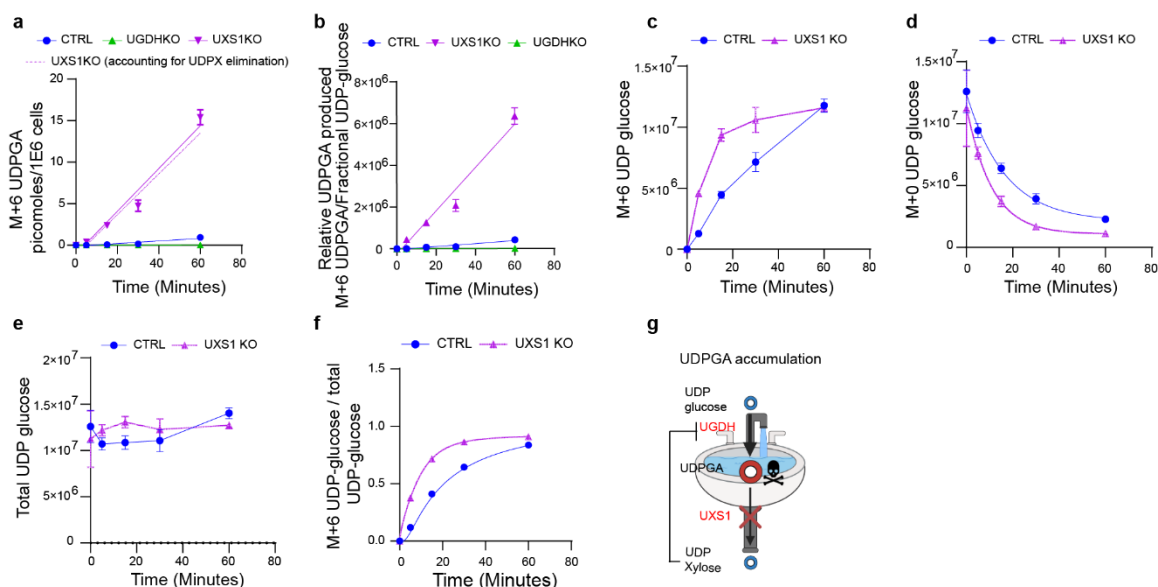 a
CTRL UGDHKO UXS1KO
UXS1KO (accounting for UDPX elimination)
M+6 UDPGA
picomoles/1E6 cells
20
15
10
5
0
0 20 40 60 80
Time (Minutes)
b
CTRL UXS1KO UGDHKO
Relative UDPGA produced
M+6 UDPGA/Fractional UDP-glucose
8×10⁶
6×10⁶
4×10⁶
2×10⁶
0
0 20 40 60 80
Time (Minutes)
c
CTRL UXS1 KO
M+6 UDP glucose
1.5×10⁷
1×10⁷
5×10⁶
0
0 20 40 60 80
Time (Minutes)
d
CTRL UXS1 KO
M+0 UDP glucose
1.5×10⁷
1×10⁷
5×10⁶
0
0 20 40 60 80
Time (Minutes)
e
CTRL UXS1 KO
Total UDP glucose
2×10⁷
1.5×10⁷
1×10⁷
5×10⁶
0
0 20 40 60 80
Time (Minutes)
f
CTRL UXS1 KO
M+6 UDP-glucose / total
UDP-glucose
1.5
1.0
0.5
0.0
0 20 40 60 80
Time (Minutes)
g
UDPGA accumulation
UDP
glucose
UGDH
UDPGA
UXS1
UDP
Xylose